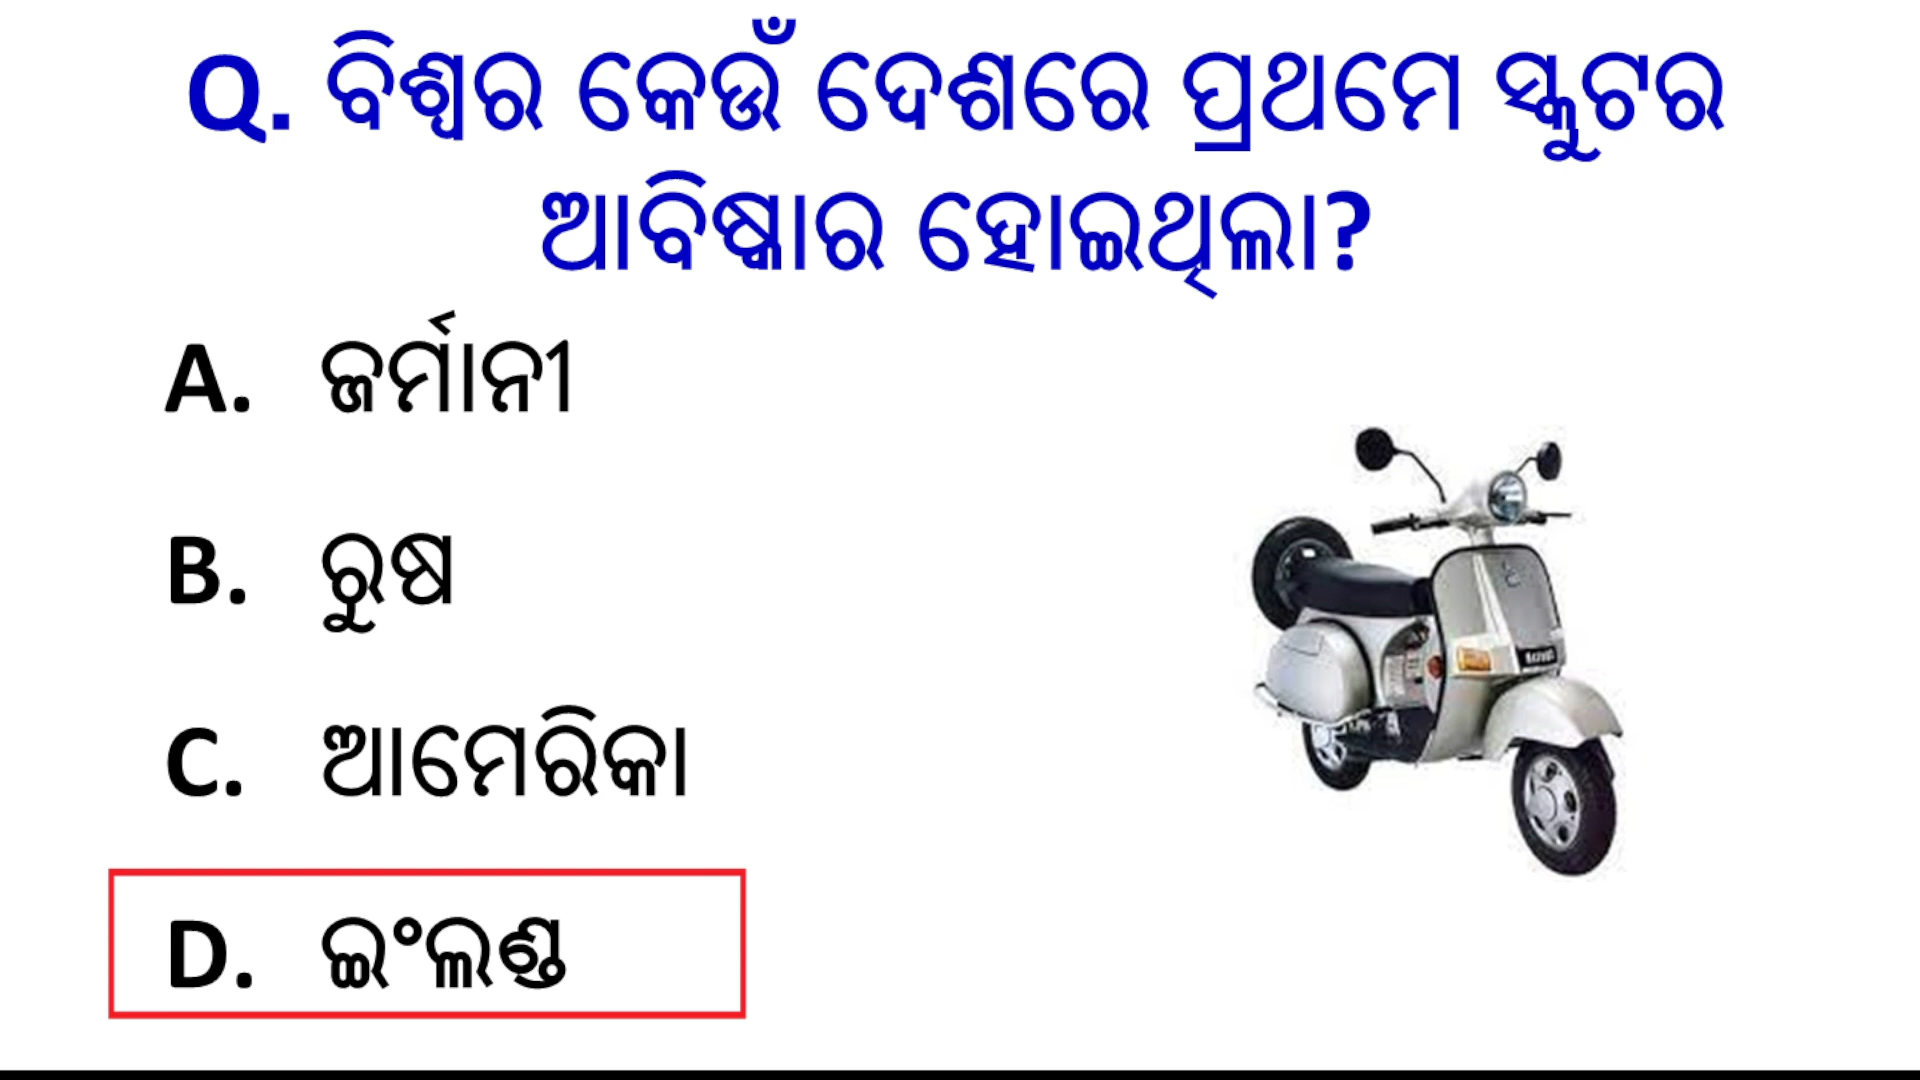 Q. ବିଶ୍ୱର କେଉଁ ଦେଶରେ ପ୍ରଥମେ ସ୍କୁଟର
ଆବିଷ୍କାର ହୋଇଥିଲା?
A. ଜର୍ମାନୀ
B. ରୁଷ
C. ଆମେରିକା
D. ଇଂଲଣ୍ଡ